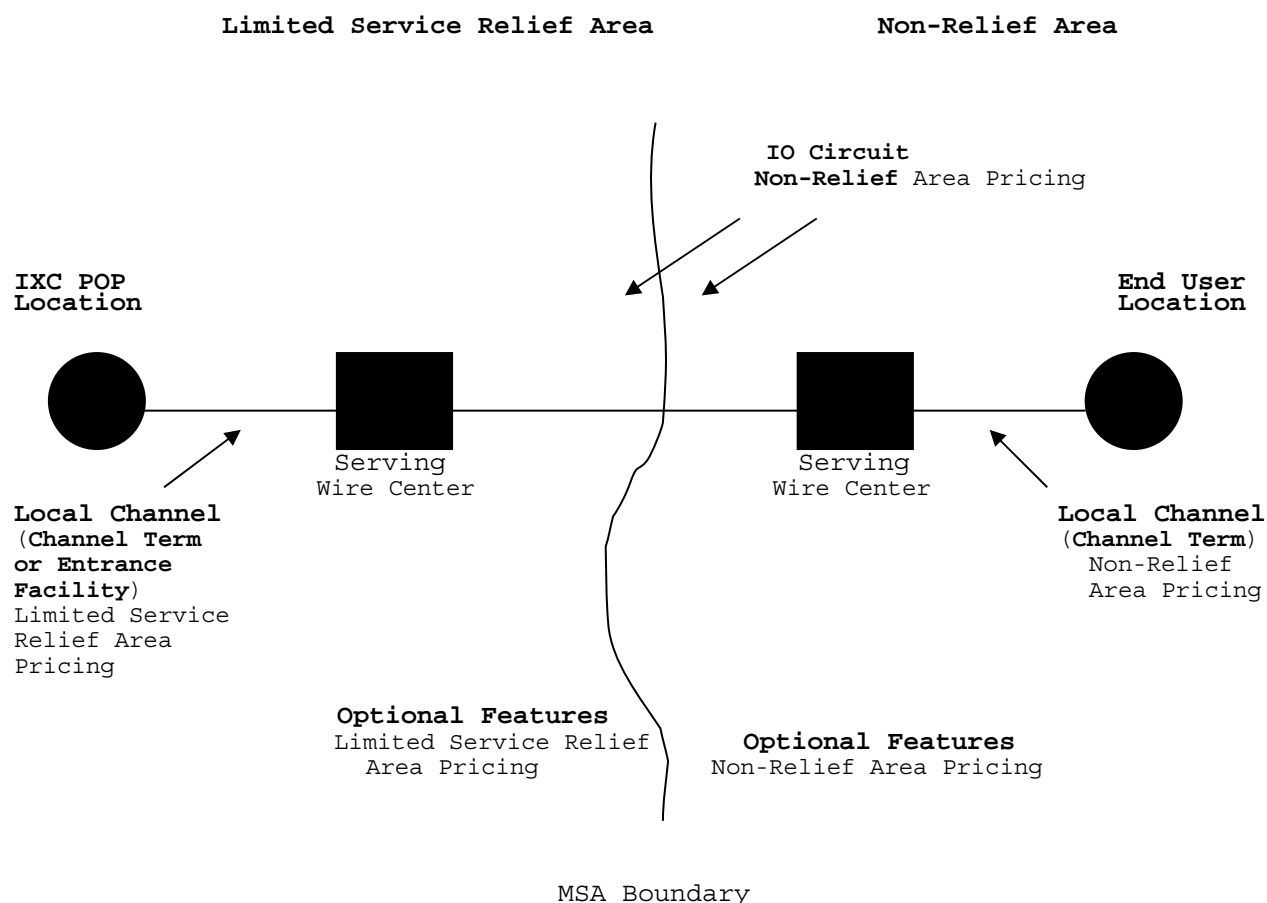 Limited Service Relief Area
Non-Relief Area
IO Circuit
Non-Relief Area Pricing
IXC POP
Location
End User
Location
Serving
Wire Center
Serving
Wire Center
Local Channel
(Channel Term
or Entrance
Facility)
Limited Service
Relief Area
Pricing
Local Channel
(Channel Term)
Non-Relief
Area Pricing
Optional Features
Limited Service Relief
Area Pricing
Optional Features
Non-Relief Area Pricing
MSA Boundary